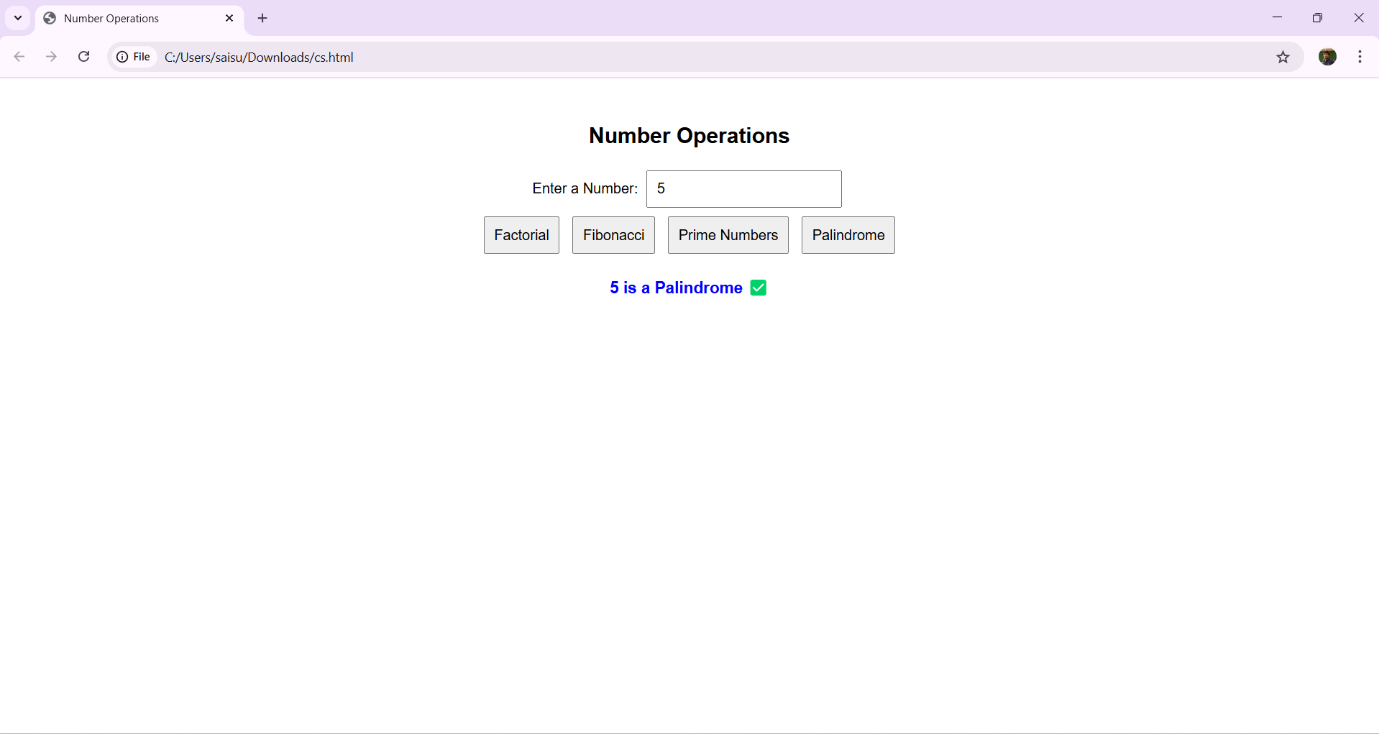 Number Operations
File C:/Users/saisu/Downloads/cs.html
Number Operations
Enter a Number: 5
Factorial Fibonacci Prime Numbers Palindrome
5 is a Palindrome ✅